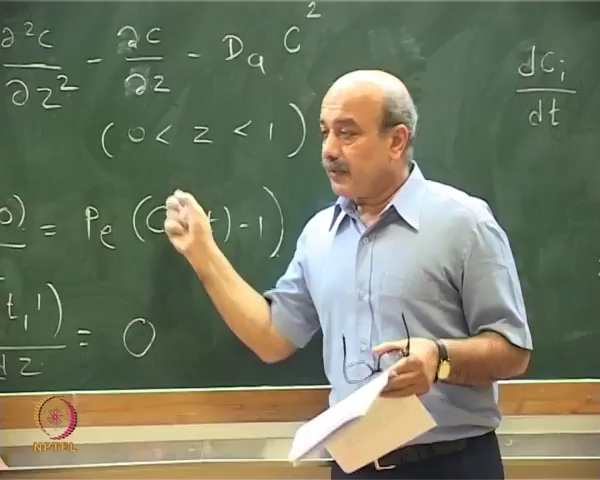 ∂²C/∂z² - ∂C/∂z - Da C²
(0 < z < 1)
dCi/dt
0) = Pe (C t) - 1)
t, 1)/dz = 0
NPTEL